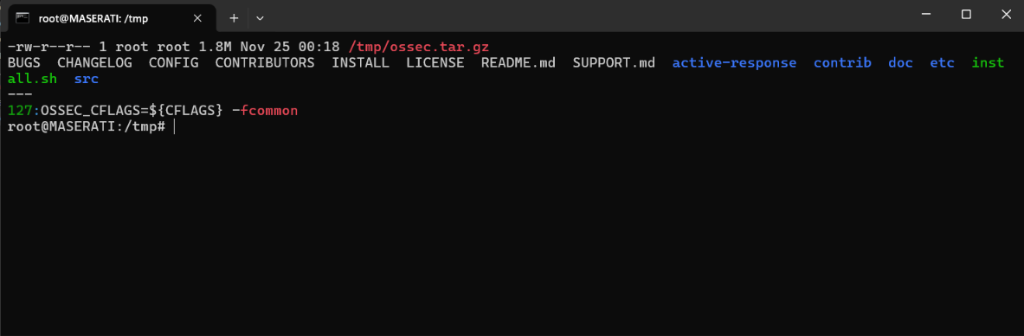 root@MASERATI: /tmp
-rw-r--r-- 1 root root 1.8M Nov 25 00:18 /tmp/ossec.tar.gz
BUGS  CHANGELOG  CONFIG  CONTRIBUTORS  INSTALL  LICENSE  README.md  SUPPORT.md  active-response  contrib  doc  etc  inst
all.sh  src
---
127:OSSEC_CFLAGS=${CFLAGS} -fcommon
root@MASERATI:/tmp#